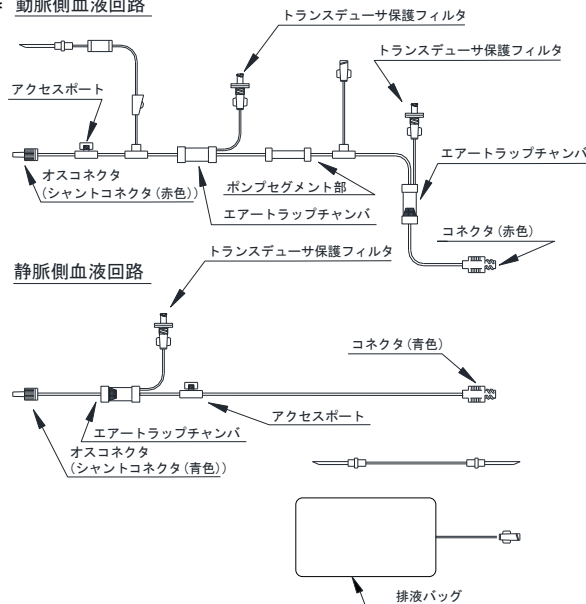 動脈側血液回路
トランスデューサ保護フィルタ
トランスデューサ保護フィルタ
アクセスポート
エアートラップチャンバ
オスコネクタ
(シャントコネクタ(赤色))
ポンプセグメント部
エアートラップチャンバ
コネクタ(赤色)
トランスデューサ保護フィルタ
静脈側血液回路
コネクタ(青色)
アクセスポート
エアートラップチャンバ
オスコネクタ
(シャントコネクタ(青色))
排液バッグ